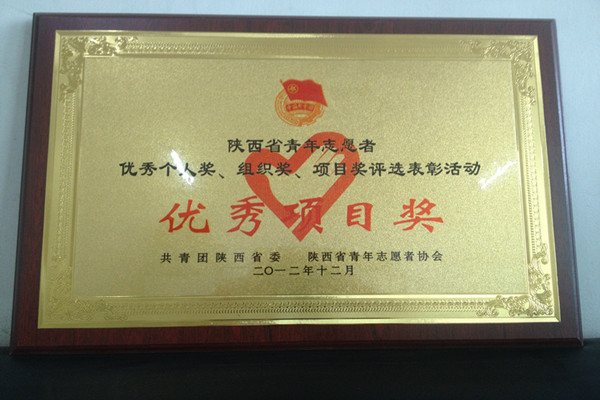 陕西省青年志愿者
优秀个人奖、组织奖、项目奖评选表彰活动
优秀项目奖
共青团陕西省委 陕西省青年志愿者协会
二〇一二年十二月